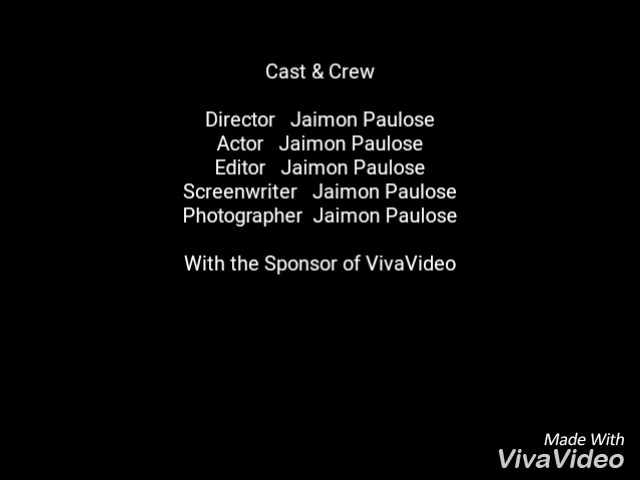 Cast & Crew
Director Jaimon Paulose
Actor Jaimon Paulose
Editor Jaimon Paulose
Screenwriter Jaimon Paulose
Photographer Jaimon Paulose
With the Sponsor of VivaVideo
Made With
VivaVideo